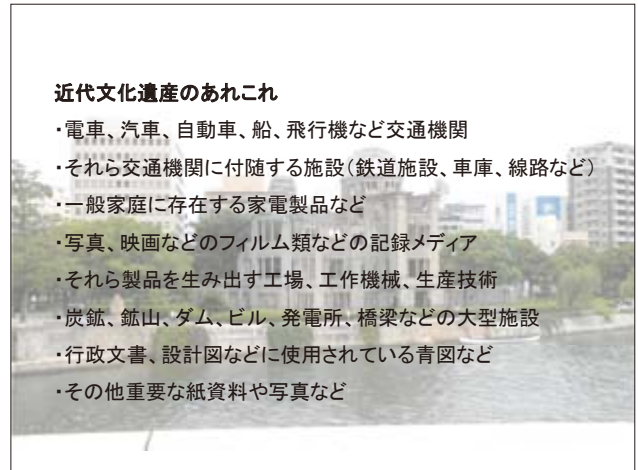 近代文化遺産のあれこれ
・電車、汽車、自動車、船、飛行機など交通機関
・それら交通機関に付随する施設（鉄道施設、車庫、線路など）
・一般家庭に存在する家電製品など
・写真、映画などのフィルム類などの記録メディア
・それら製品を生み出す工場、工作機械、生産技術
・炭鉱、鉱山、ダム、ビル、発電所、橋梁などの大型施設
・行政文書、設計図などに使用されている青図など
・その他重要な紙資料や写真など